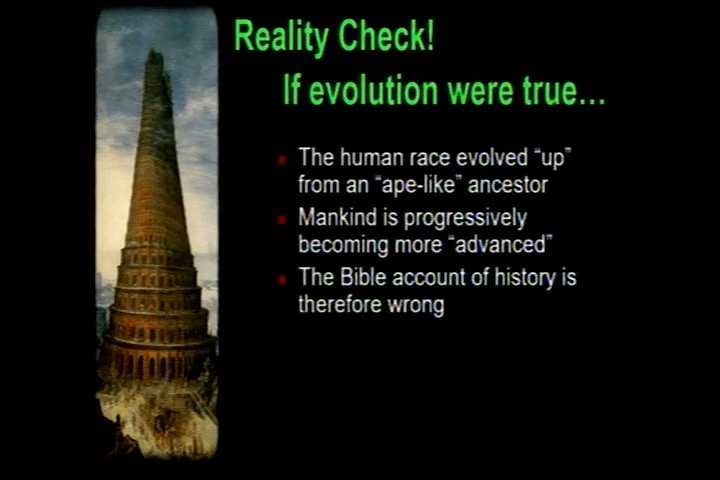 Reality Check!
If evolution were true...
The human race evolved “up”
from an “ape-like” ancestor
Mankind is progressively
becoming more “advanced”
The Bible account of history is
therefore wrong